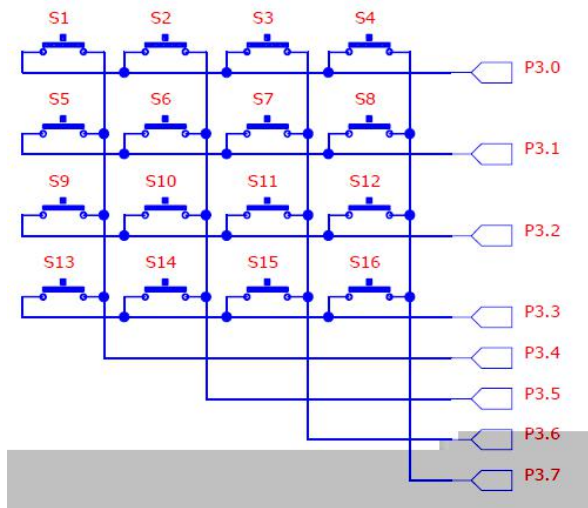 S1 S2 S3 S4
P3.0
S5 S6 S7 S8
P3.1
S9 S10 S11 S12
P3.2
S13 S14 S15 S16
P3.3
P3.4
P3.5
P3.6
P3.7